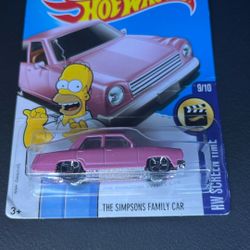 HOT WHEELS
9/10
HW SCREEN TIME
THE SIMPSONS FAMILY CAR
3+